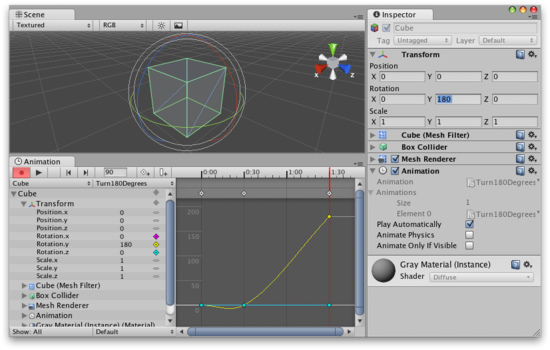 Scene
Textured
RGB
x
z
Inspector
Cube
Tag Untagged Layer Default
Transform
Position
X 0 Y 0 Z 0
Rotation
X 0 Y 180 Z 0
Scale
X 1 Y 1 Z 1
Cube (Mesh Filter)
Box Collider
Mesh Renderer
Animation
Animation Turn180Degrees
Animations
Size 1
Element 0 Turn180Degrees
Play Automatically
Animate Physics
Animate Only If Visible
Gray Material (Instance)
Shader Diffuse
Animation
90
0:00 0:30 1:00 1:30
Cube Turn180Degrees
Cube
Transform
Position.x 0
Position.y 0
Position.z 0
Rotation.x 0
Rotation.y 180
Rotation.z 0
Scale.x 1
Scale.y 1
Scale.z 1
Cube (Mesh Filter)
Box Collider
Mesh Renderer
Animation
Gray Material (Instance) (Material)
Show: All Default
200
150
100
50
0